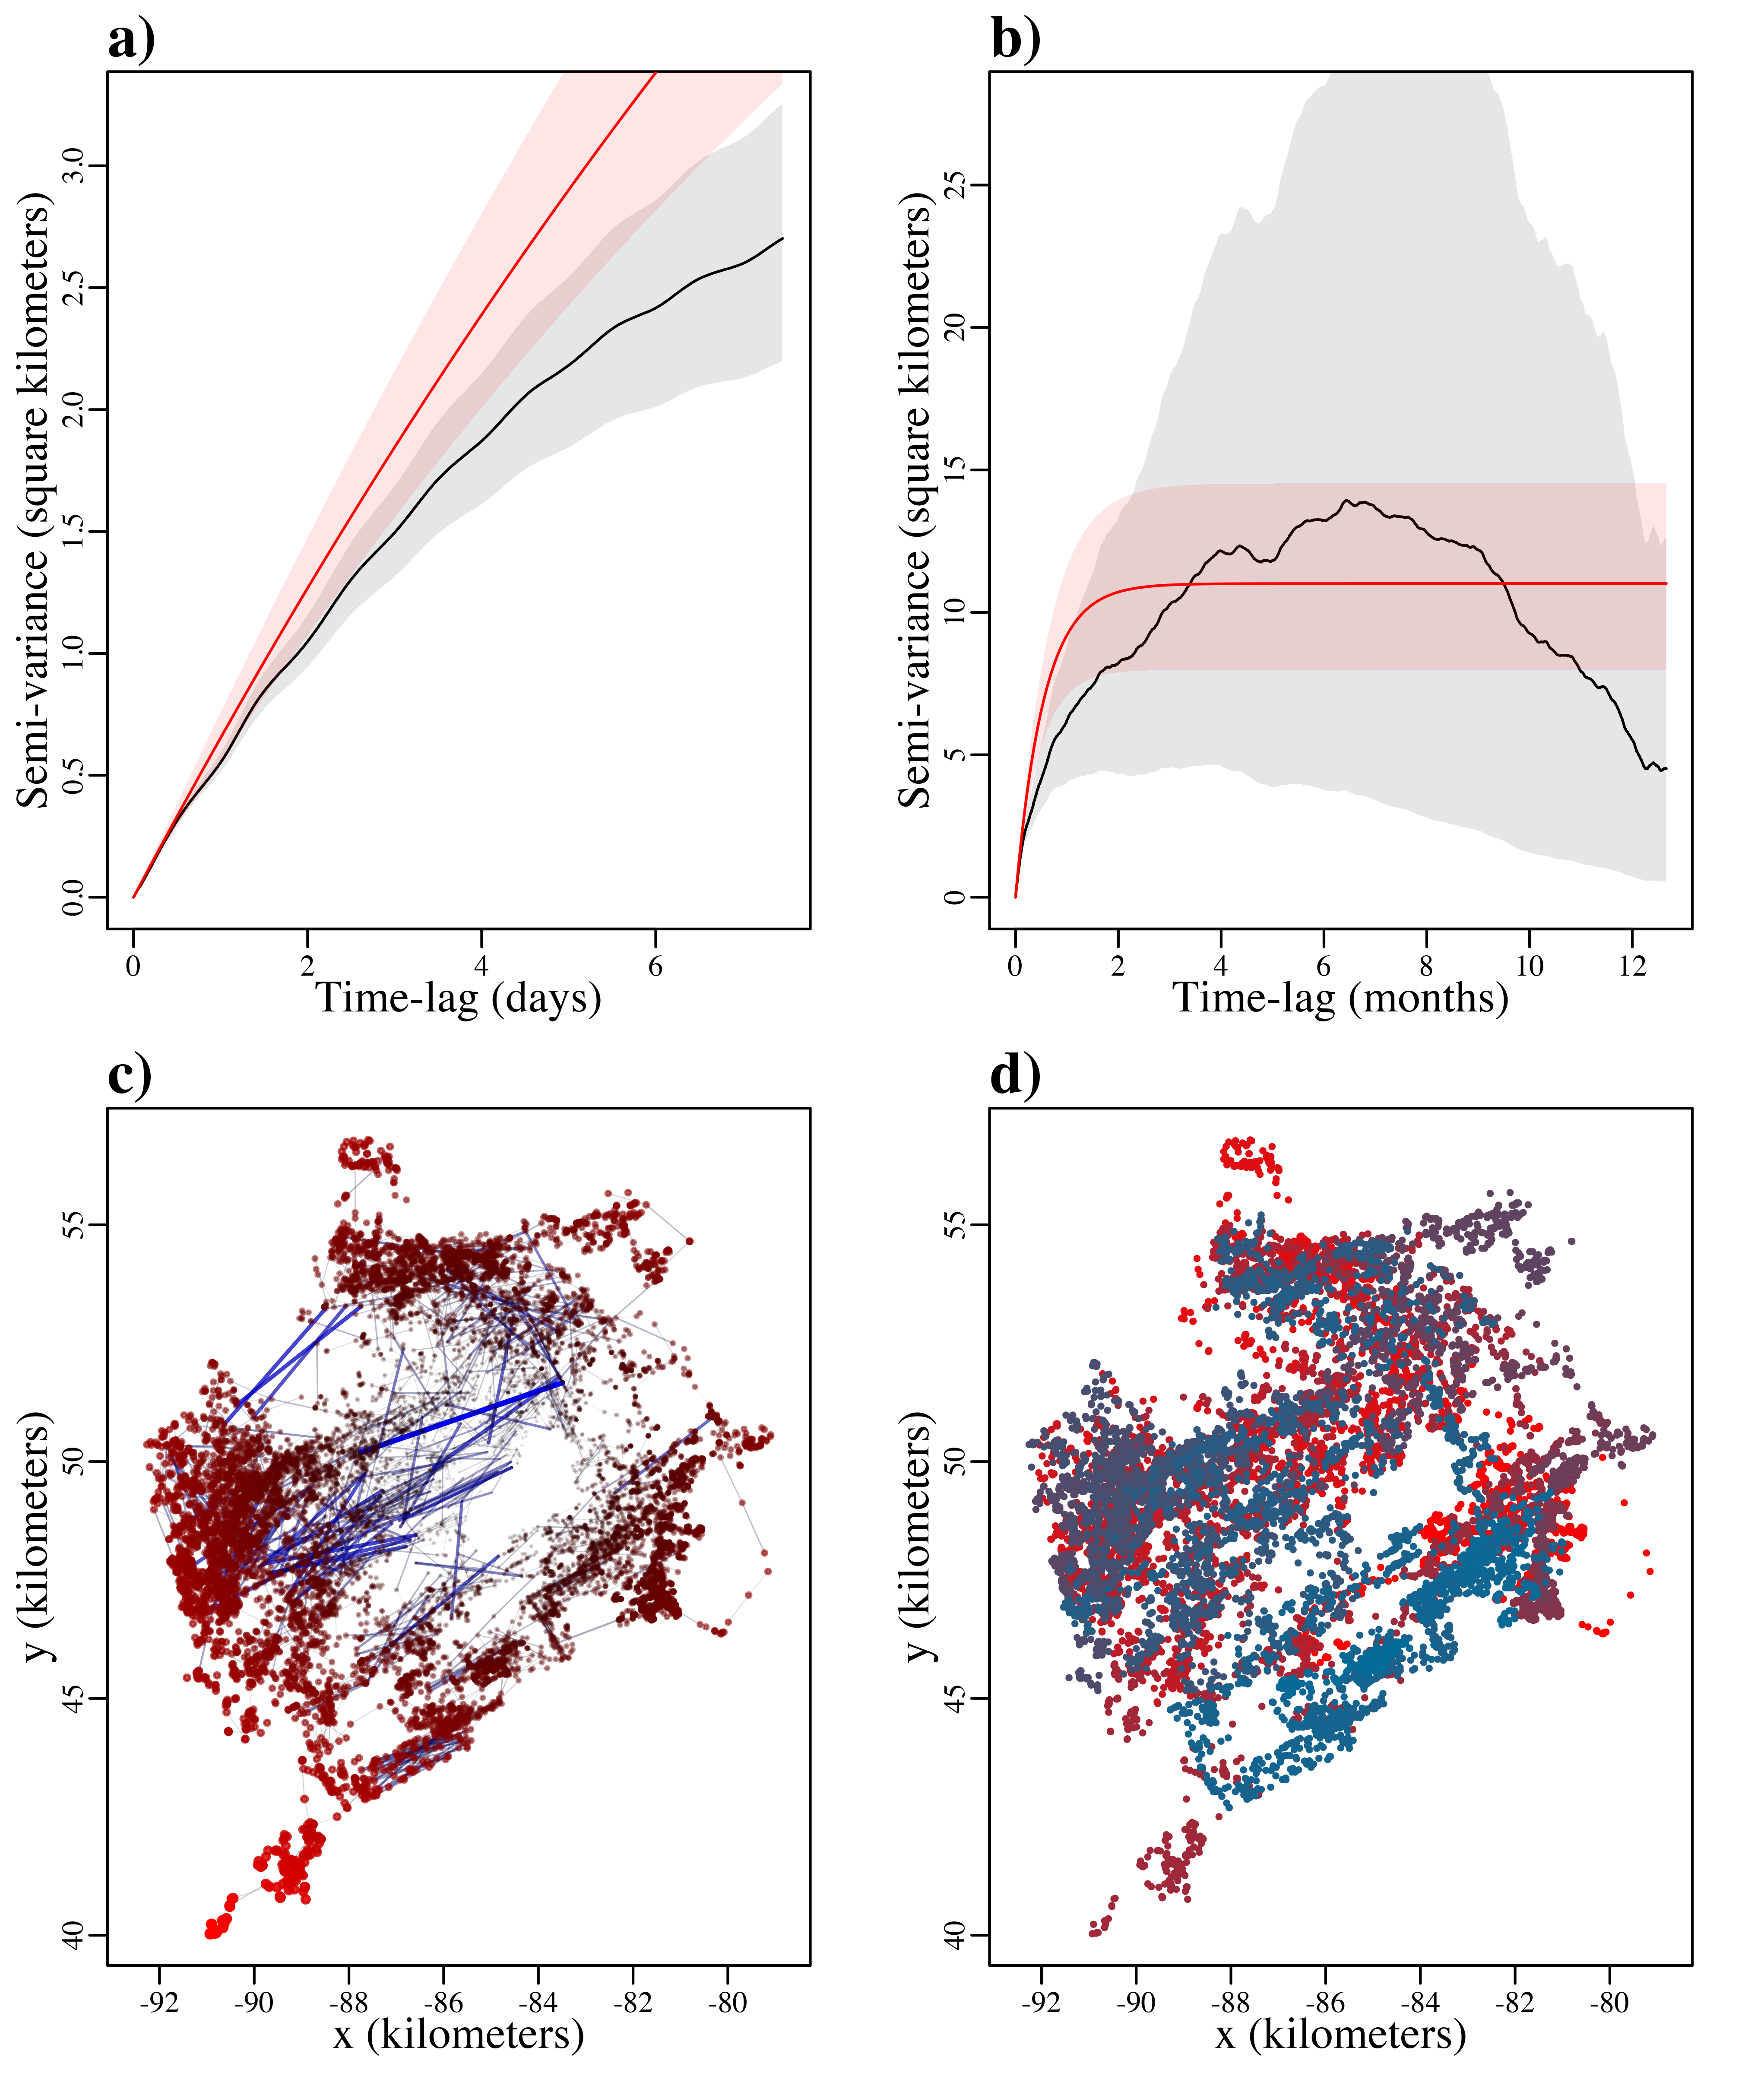 a)
Semi-variance (square kilometers)
3.0
2.5
2.0
1.5
1.0
0.5
0.0
0 2 4 6
Time-lag (days)
b)
Semi-variance (square kilometers)
25
20
15
10
5
0
0 2 4 6 8 10 12
Time-lag (months)
c)
y (kilometers)
55
50
45
40
-92 -90 -88 -86 -84 -82 -80
x (kilometers)
d)
y (kilometers)
55
50
45
40
-92 -90 -88 -86 -84 -82 -80
x (kilometers)